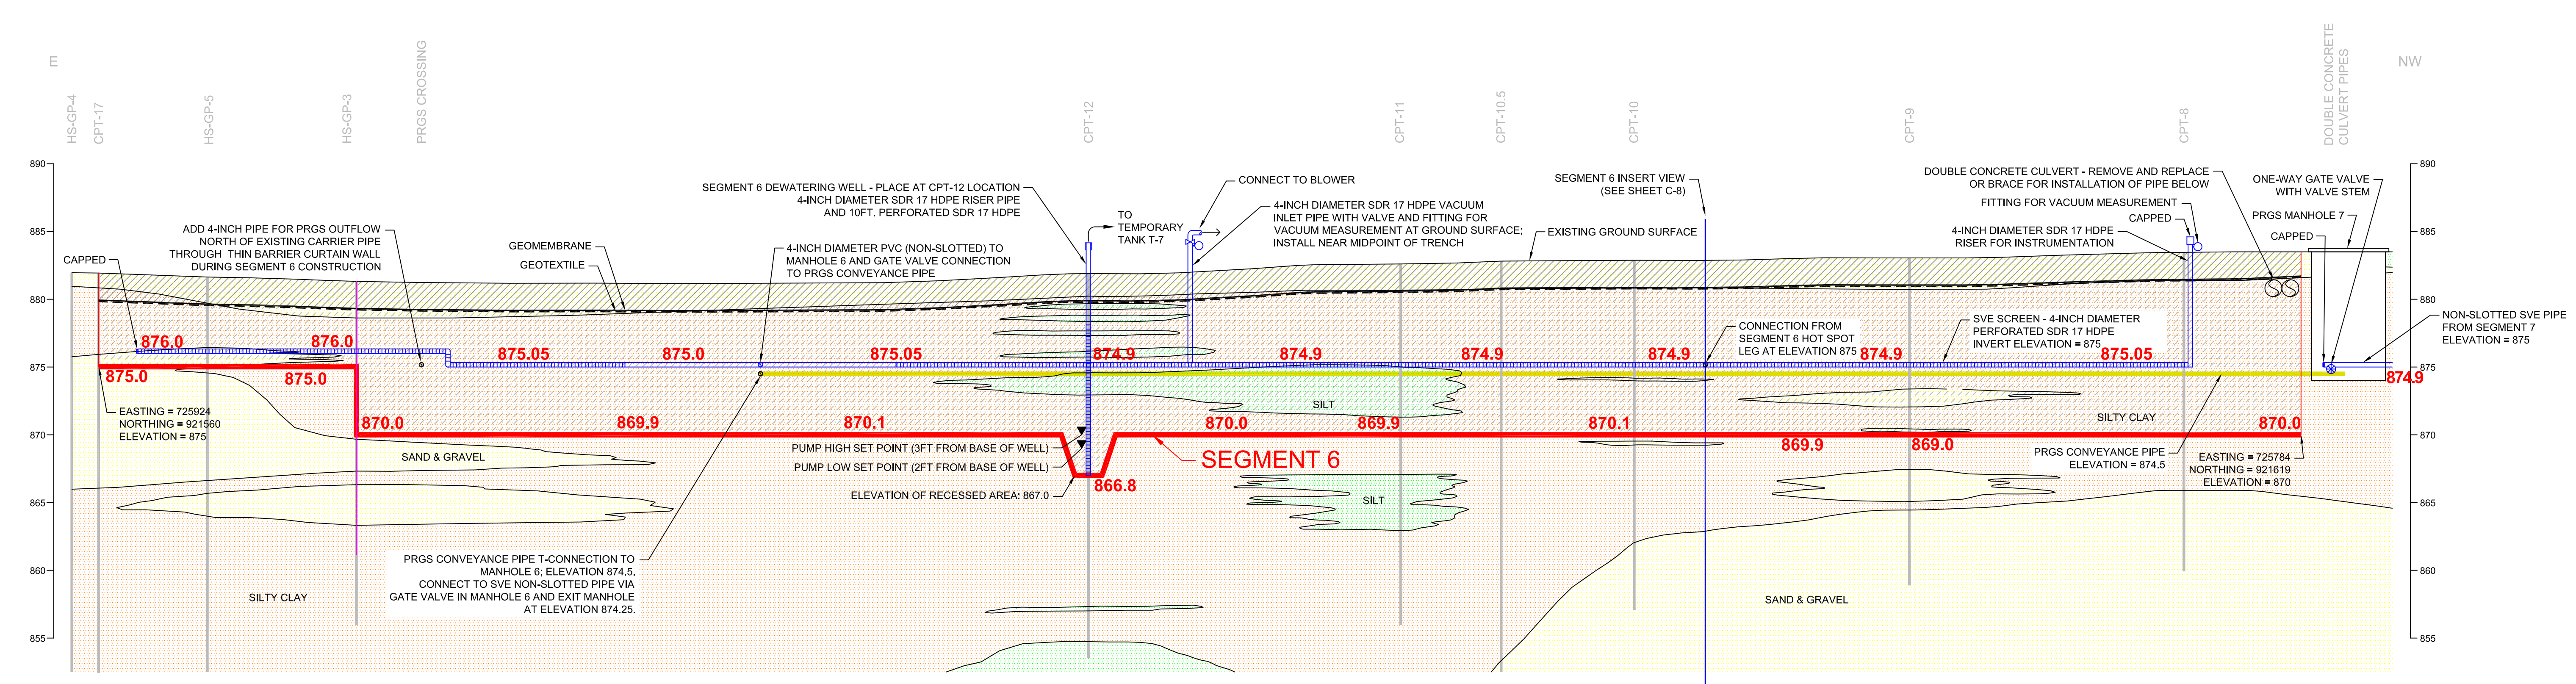 E
NW
HS-GP-4
CPT-17
HS-GP-5
HS-GP-3
PRGS CROSSING
CPT-12
CPT-11
CPT-10.5
CPT-10
CPT-9
CPT-8
DOUBLE CONCRETE
CULVERT PIPES
890
885
880
875
870
865
860
855
890
885
880
875
870
865
860
855
CAPPED
ADD 4-INCH PIPE FOR PRGS OUTFLOW
NORTH OF EXISTING CARRIER PIPE
THROUGH THIN BARRIER CURTAIN WALL
DURING SEGMENT 6 CONSTRUCTION
GEOMEMBRANE
GEOTEXTILE
SEGMENT 6 DEWATERING WELL - PLACE AT CPT-12 LOCATION
4-INCH DIAMETER SDR 17 HDPE RISER PIPE
AND 10FT. PERFORATED SDR 17 HDPE
4-INCH DIAMETER PVC (NON-SLOTTED) TO
MANHOLE 6 AND GATE VALVE CONNECTION
TO PRGS CONVEYANCE PIPE
TO
TEMPORARY
TANK T-7
CONNECT TO BLOWER
4-INCH DIAMETER SDR 17 HDPE VACUUM
INLET PIPE WITH VALVE AND FITTING FOR
VACUUM MEASUREMENT AT GROUND SURFACE;
INSTALL NEAR MIDPOINT OF TRENCH
EXISTING GROUND SURFACE
SEGMENT 6 INSERT VIEW
(SEE SHEET C-8)
DOUBLE CONCRETE CULVERT - REMOVE AND REPLACE
OR BRACE FOR INSTALLATION OF PIPE BELOW
FITTING FOR VACUUM MEASUREMENT
CAPPED
4-INCH DIAMETER SDR 17 HDPE
RISER FOR INSTRUMENTATION
ONE-WAY GATE VALVE
WITH VALVE STEM
PRGS MANHOLE 7
CAPPED
NON-SLOTTED SVE PIPE
FROM SEGMENT 7
ELEVATION = 875
CONNECTION FROM
SEGMENT 6 HOT SPOT
LEG AT ELEVATION 875
SVE SCREEN - 4-INCH DIAMETER
PERFORATED SDR 17 HDPE
INVERT ELEVATION = 875
876.0
876.0
875.05
875.0
875.05
874.9
874.9
874.9
874.9
874.9
875.05
874.9
875.0
875.0
EASTING = 725924
NORTHING = 921560
ELEVATION = 875
870.0
869.9
870.1
870.0
869.9
870.1
869.9
869.0
870.0
SILT
SILTY CLAY
SAND & GRAVEL
PUMP HIGH SET POINT (3FT FROM BASE OF WELL)
PUMP LOW SET POINT (2FT FROM BASE OF WELL)
ELEVATION OF RECESSED AREA: 867.0
866.8
SEGMENT 6
PRGS CONVEYANCE PIPE
ELEVATION = 874.5
EASTING = 725784
NORTHING = 921619
ELEVATION = 870
SILT
PRGS CONVEYANCE PIPE T-CONNECTION TO
MANHOLE 6; ELEVATION 874.5.
CONNECT TO SVE NON-SLOTTED PIPE VIA
GATE VALVE IN MANHOLE 6 AND EXIT MANHOLE
AT ELEVATION 874.25.
SILTY CLAY
SAND & GRAVEL